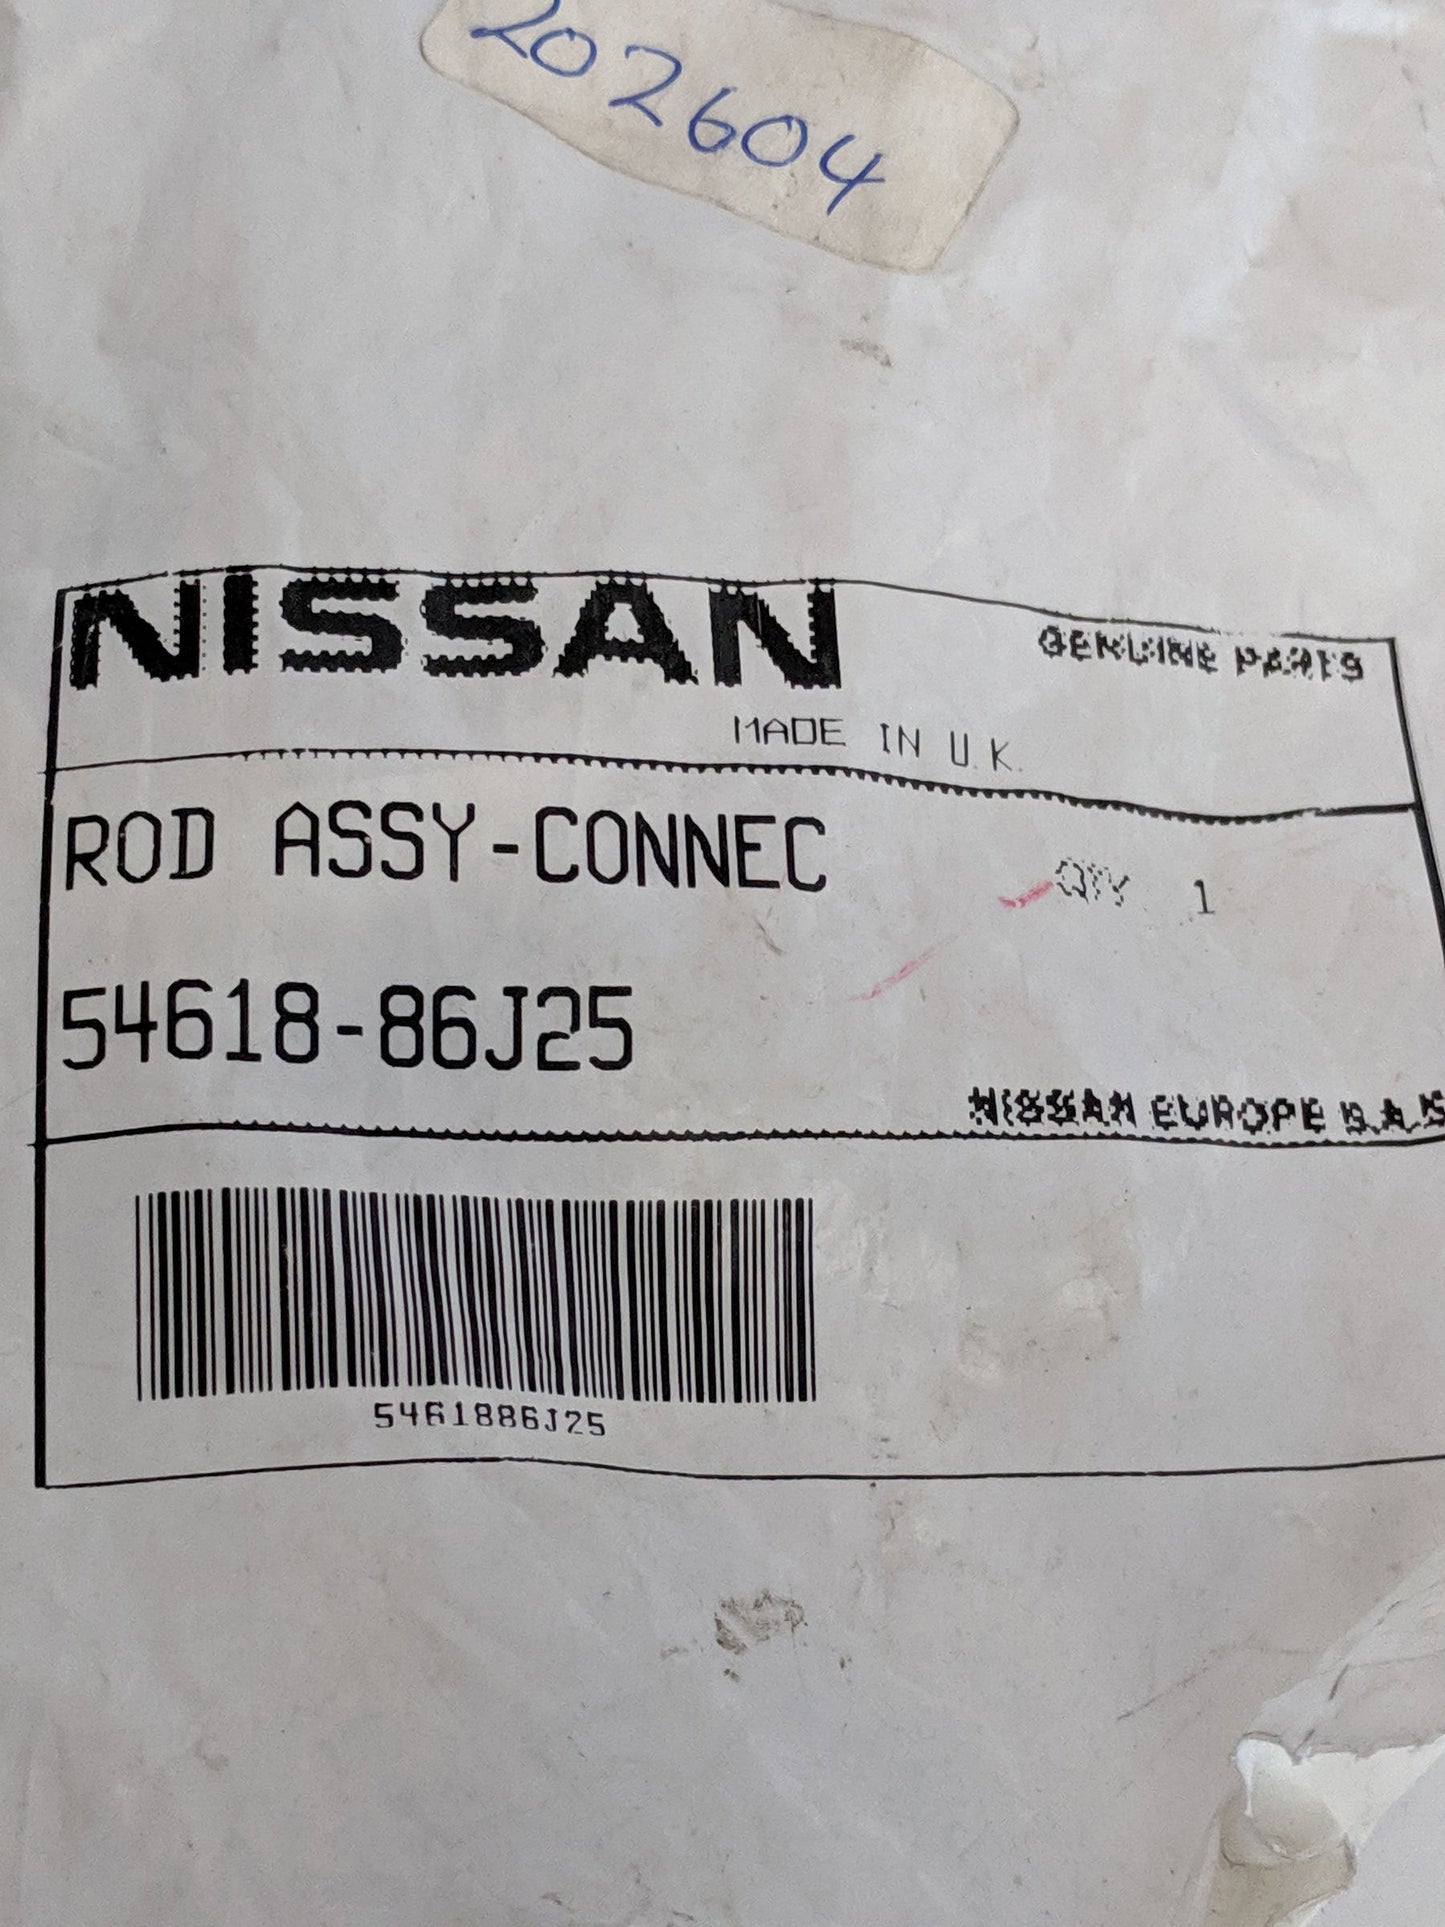 202604
NISSAN
GENUINE PARTS
MADE IN U.K.
ROD ASSY-CONNEC
QTY 1
54618-86J25
NISSAN EUROPE S.A.S
5461886J25